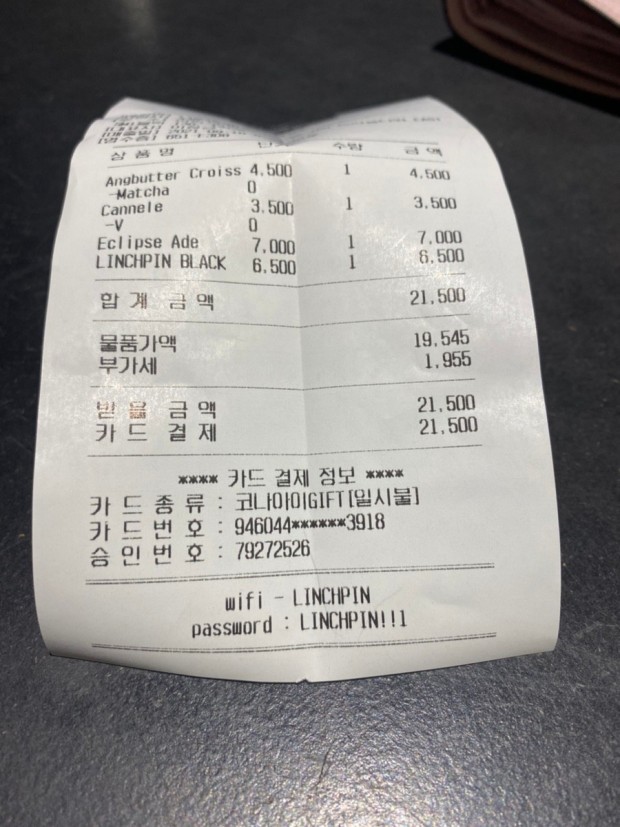 상 품 명 단가 수량 금 액
Angbutter Croiss 4,500 1 4,500
-Matcha 0
Cannele 3,500 1 3,500
-V 0
Eclipse Ade 7,000 1 7,000
LINCHPIN BLACK 6,500 1 6,500
합 계 금 액 21,500
물품가액 19,545
부가세 1,955
받 을 금 액 21,500
카 드 결 제 21,500
**** 카드 결제 정보 ****
카 드 종 류 : 코나아이GIFT[일시불]
카 드 번 호 : 946044******3918
승 인 번 호 : 79272526
wifi - LINCHPIN
password : LINCHPIN!!1